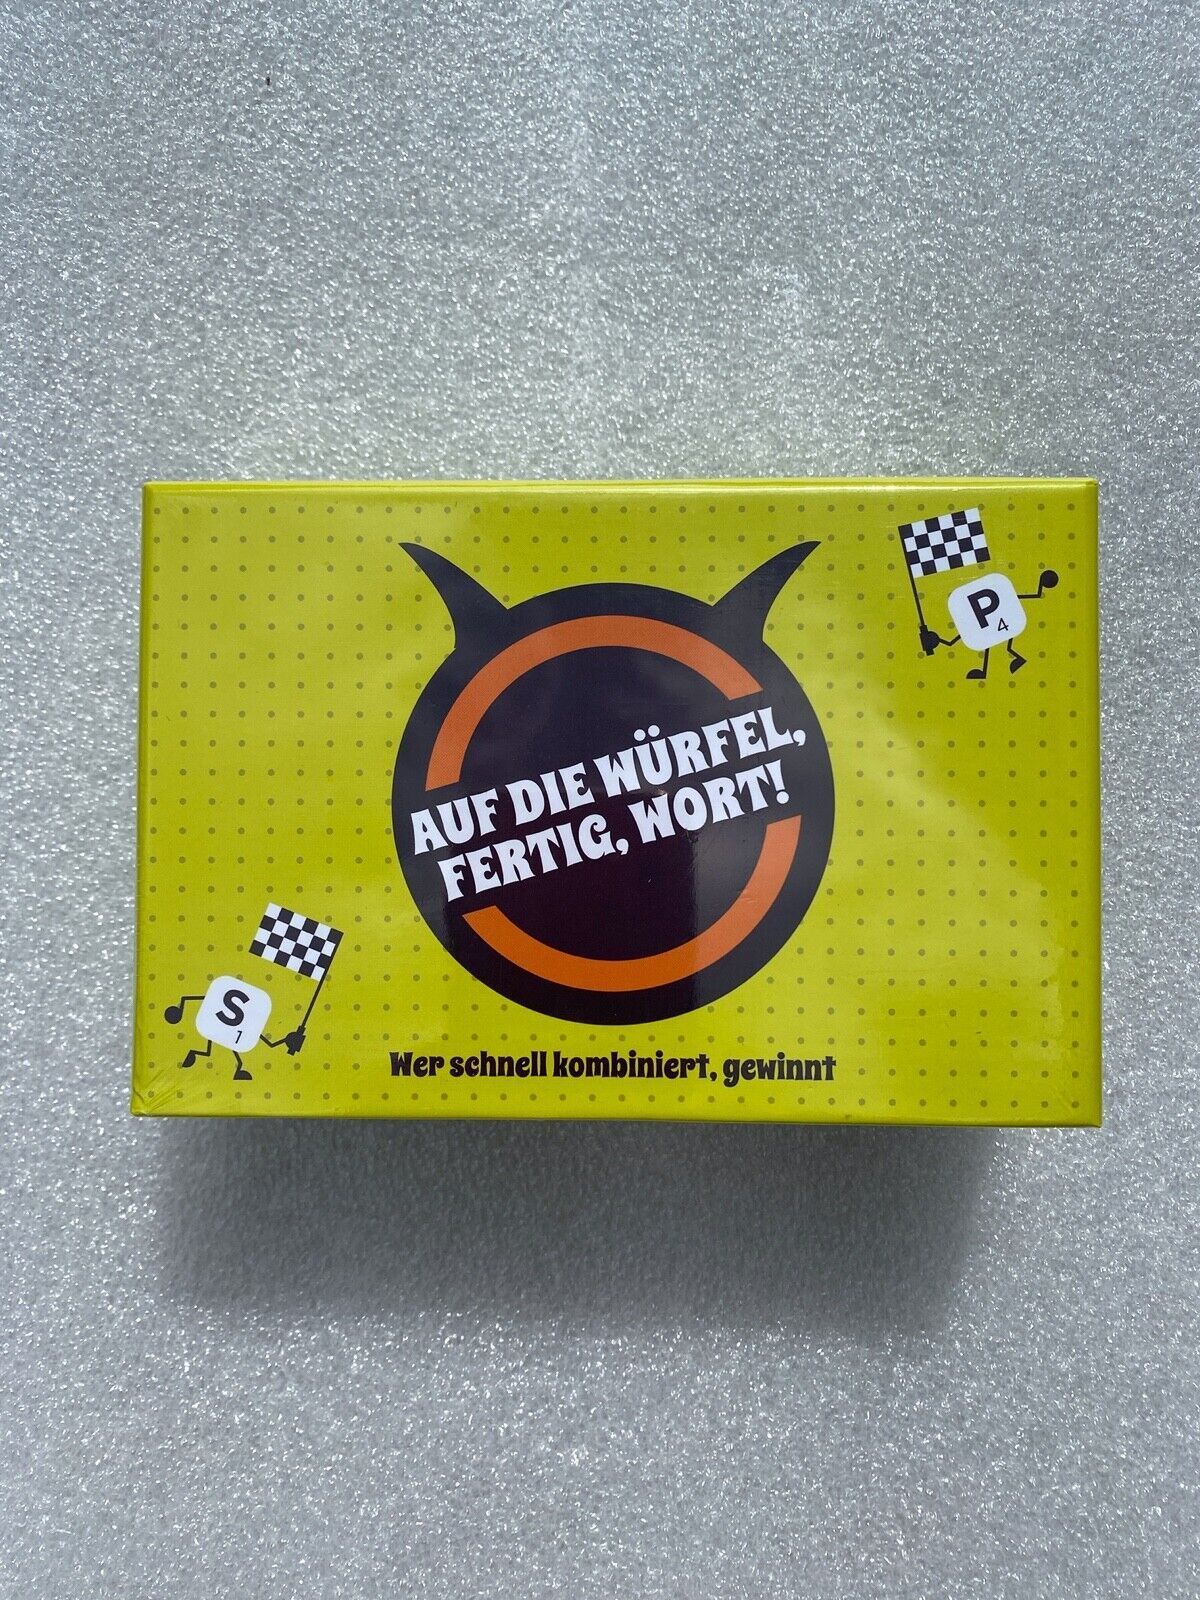 P
4
AUF DIE WÜRFEL,
FERTIG, WORT!
S
1
Wer schnell kombiniert, gewinnt